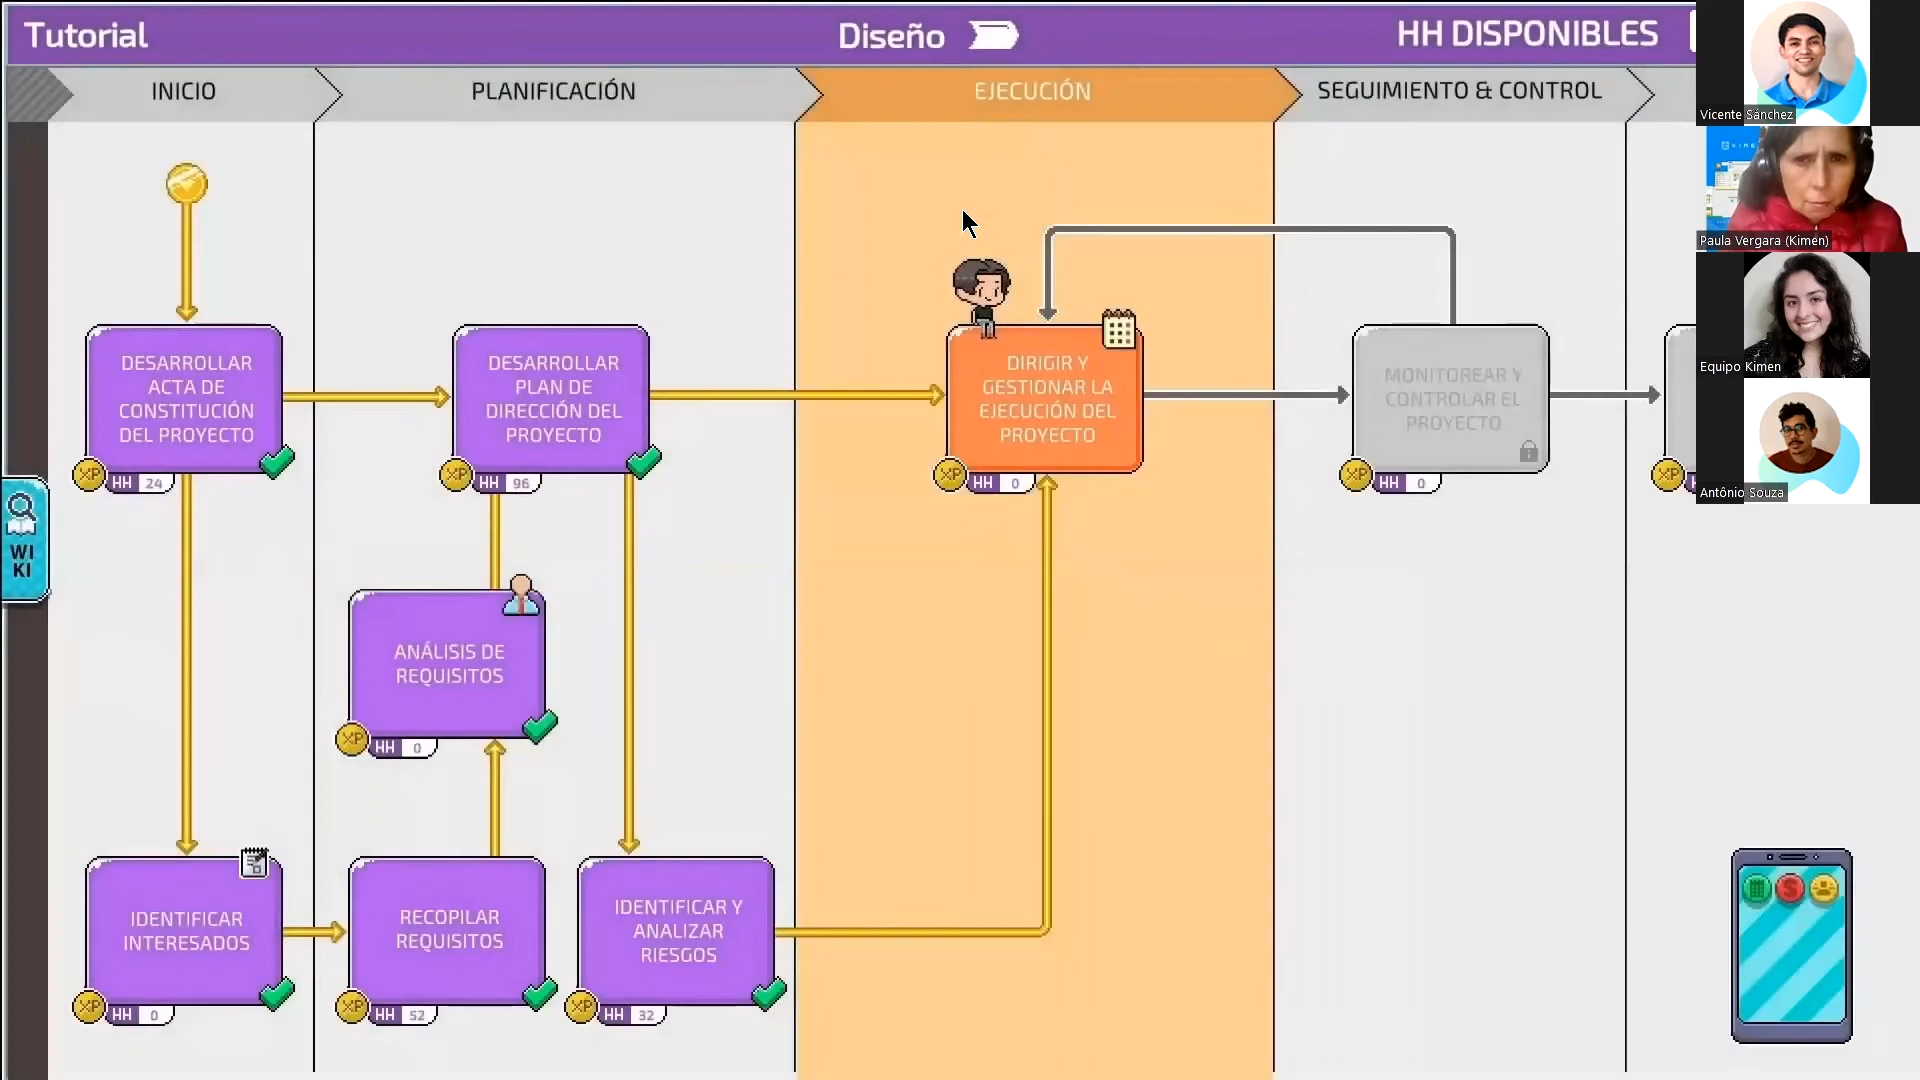 Tutorial
Diseño
HH DISPONIBLES
INICIO
PLANIFICACIÓN
EJECUCIÓN
SEGUIMIENTO & CONTROL
Vicente Sánchez
Paula Vergara (Kimen)
Equipo Kimen
Antônio Souza
DESARROLLAR
ACTA DE
CONSTITUCIÓN
DEL PROYECTO
XP
HH 24
DESARROLLAR
PLAN DE
DIRECCIÓN DEL
PROYECTO
XP
HH 96
DIRIGIR Y
GESTIONAR LA
EJECUCIÓN DEL
PROYECTO
XP
HH 0
MONITOREAR Y
CONTROLAR EL
PROYECTO
XP
HH 0
XP
WI
KI
ANÁLISIS DE
REQUISITOS
XP
HH 0
IDENTIFICAR
INTERESADOS
XP
HH 0
RECOPILAR
REQUISITOS
XP
HH 52
IDENTIFICAR Y
ANALIZAR
RIESGOS
XP
HH 32